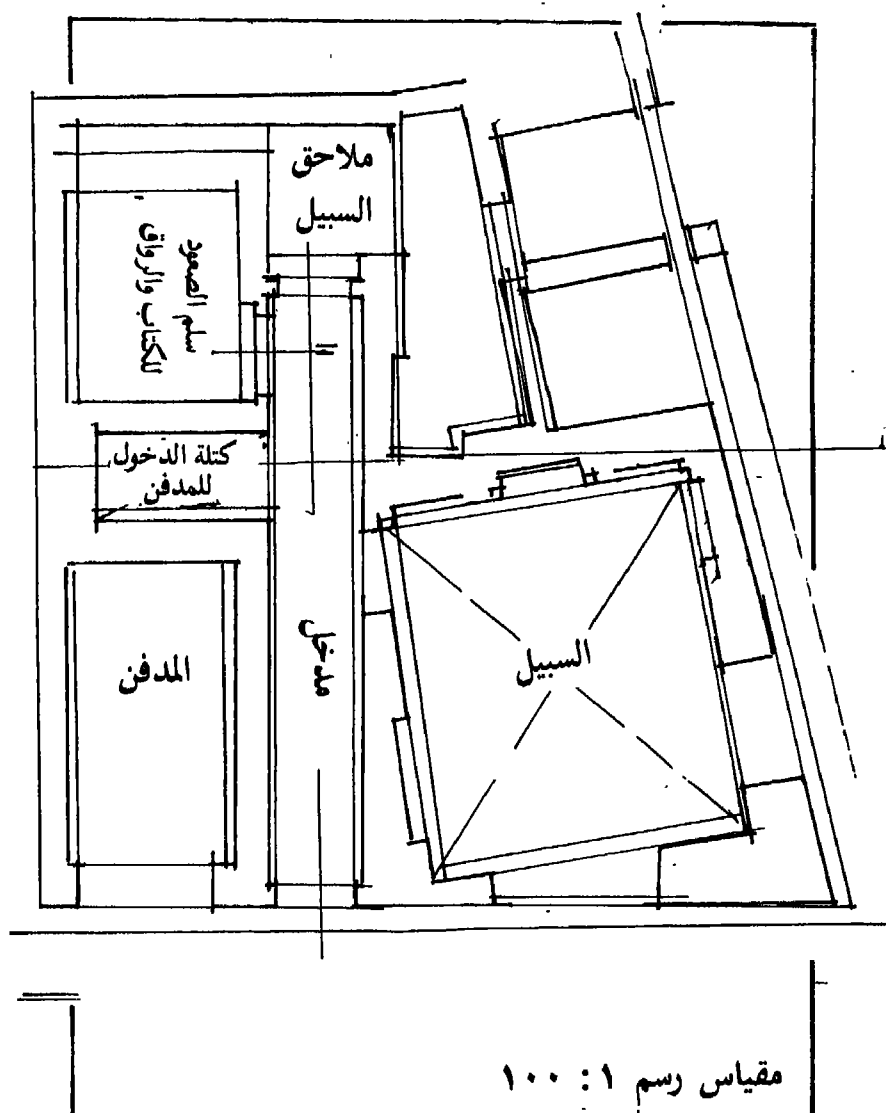 ملاحق
السبيل
سلم الصعود
للكتاب والرواق
كتلة الدخول
للمدفن
السبيل
مدخل
المدفن
مقياس رسم ١ : ١٠٠